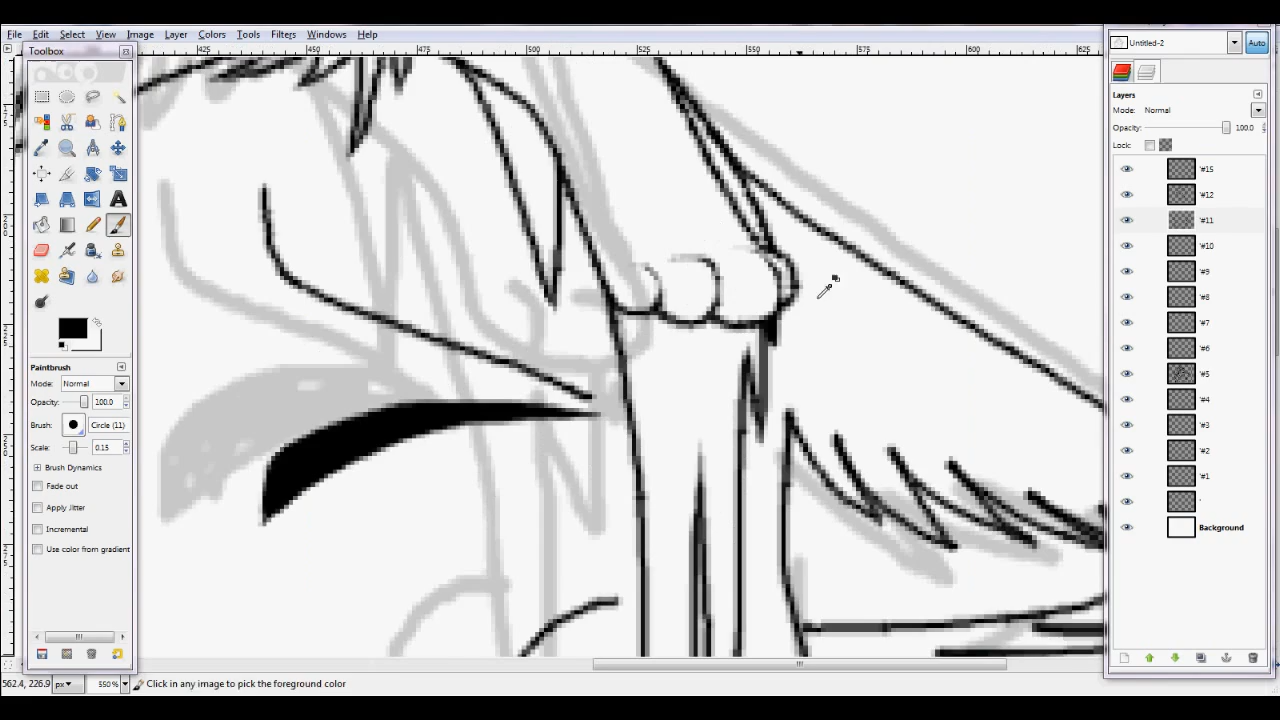 File Edit Select View Image Layer Colors Tools Filters Windows Help
Toolbox
425 450 475 500 525 550 575 600 625
Untitled-2 Auto
Layers
Mode: Normal
Opacity: 100.0
Lock:
'#15
'#12
'#11
'#10
'#9
'#8
'#7
'#6
'#5
'#4
'#3
'#2
'#1
'
Background
Paintbrush
Mode: Normal
Opacity: 100.0
Brush: Circle (11)
Scale: 0.15
Brush Dynamics
Fade out
Apply Jitter
Incremental
Use color from gradient
562.4, 226.9 px 550% Click in any image to pick the foreground color